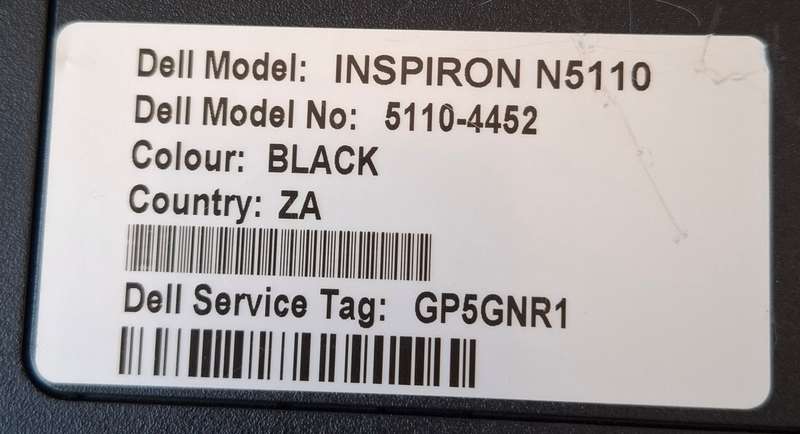 Dell Model: INSPIRON N5110
Dell Model No: 5110-4452
Colour: BLACK
Country: ZA
Dell Service Tag: GP5GNR1